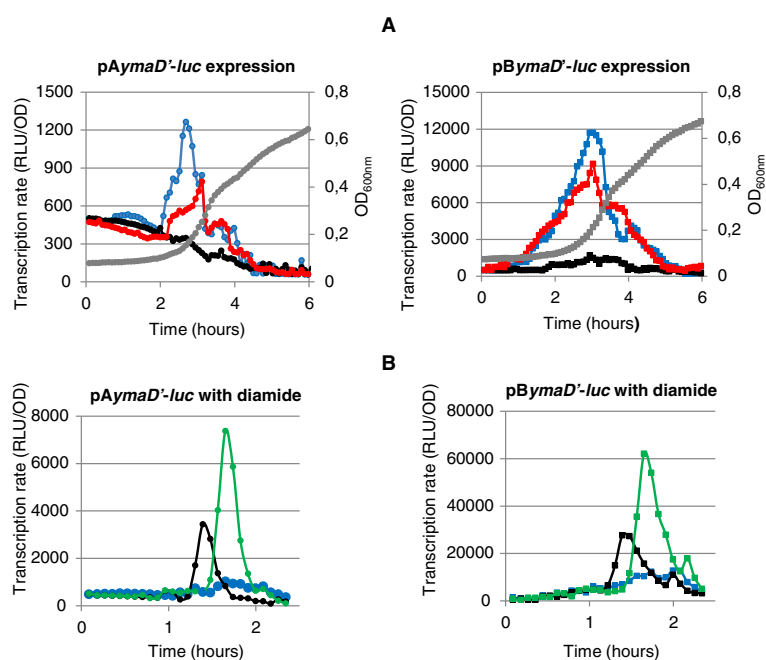 A
pAymaD'-luc expression
pBymaD'-luc expression
Transcription rate (RLU/OD)
1500
1200
900
600
300
0
0,8
0,6
0,4
0,2
0
OD600nm
0
2
4
6
Time (hours)
Transcription rate (RLU/OD)
15000
12000
9000
6000
3000
0
0,8
0,6
0,4
0,2
0
OD600nm
0
2
4
6
Time (hours)
B
pAymaD'-luc with diamide
pBymaD'-luc with diamide
Transcription rate (RLU/OD)
8000
6000
4000
2000
0
0
1
2
Time (hours)
Transcription rate (RLU/OD)
80000
60000
40000
20000
0
0
1
2
Time (hours)